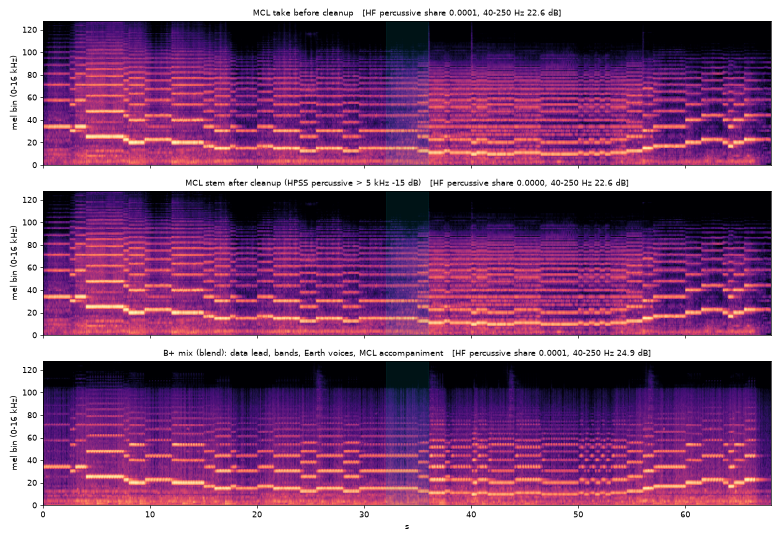 MCL take before cleanup [HF percussive share 0.0001, 40-250 Hz 22.6 dB]
mel bin (0-16 kHz)
120
100
80
60
40
20
0
MCL stem after cleanup (HPSS percussive > 5 kHz -15 dB) [HF percussive share 0.0000, 40-250 Hz 22.6 dB]
mel bin (0-16 kHz)
120
100
80
60
40
20
0
B+ mix (blend): data lead, bands, Earth voices, MCL accompaniment [HF percussive share 0.0001, 40-250 Hz 24.9 dB]
mel bin (0-16 kHz)
120
100
80
60
40
20
0
0 10 20 30 40 50 60
s